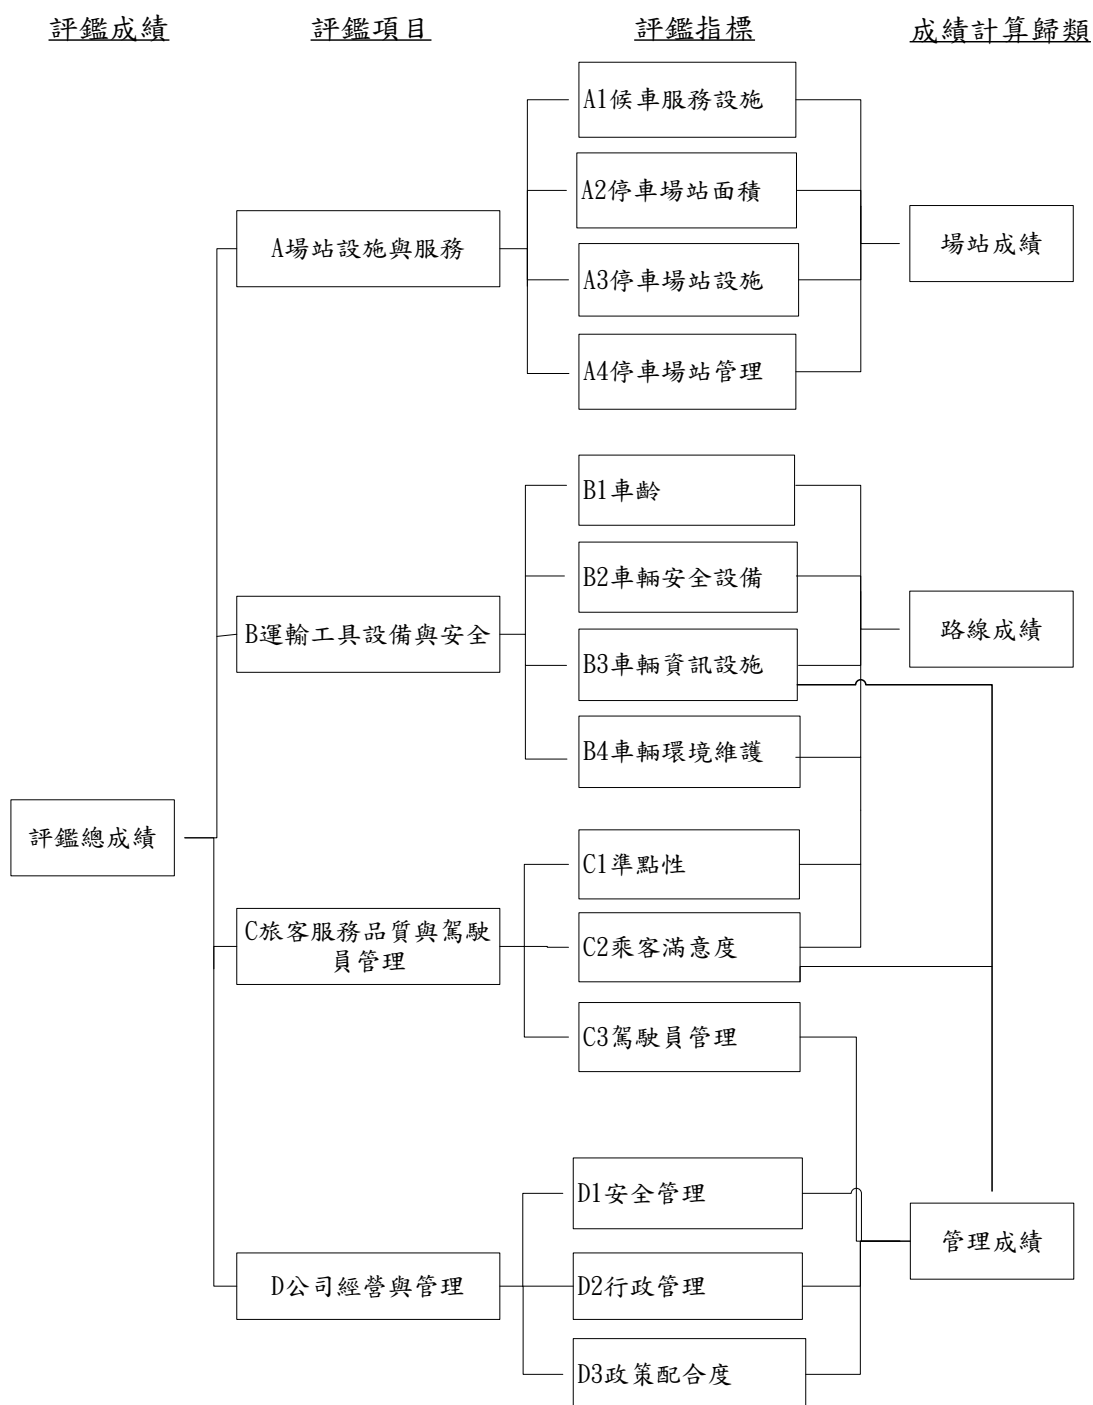 評鑑成績 評鑑項目 評鑑指標 成績計算歸類
A1候車服務設施
A2停車場站面積
A場站設施與服務
場站成績
A3停車場站設施
A4停車場站管理
B1車齡
B2車輛安全設備
B運輸工具設備與安全
路線成績
B3車輛資訊設施
B4車輛環境維護
評鑑總成績
C1準點性
C旅客服務品質與駕駛
員管理
C2乘客滿意度
C3駕駛員管理
D1安全管理
管理成績
D公司經營與管理
D2行政管理
D3政策配合度